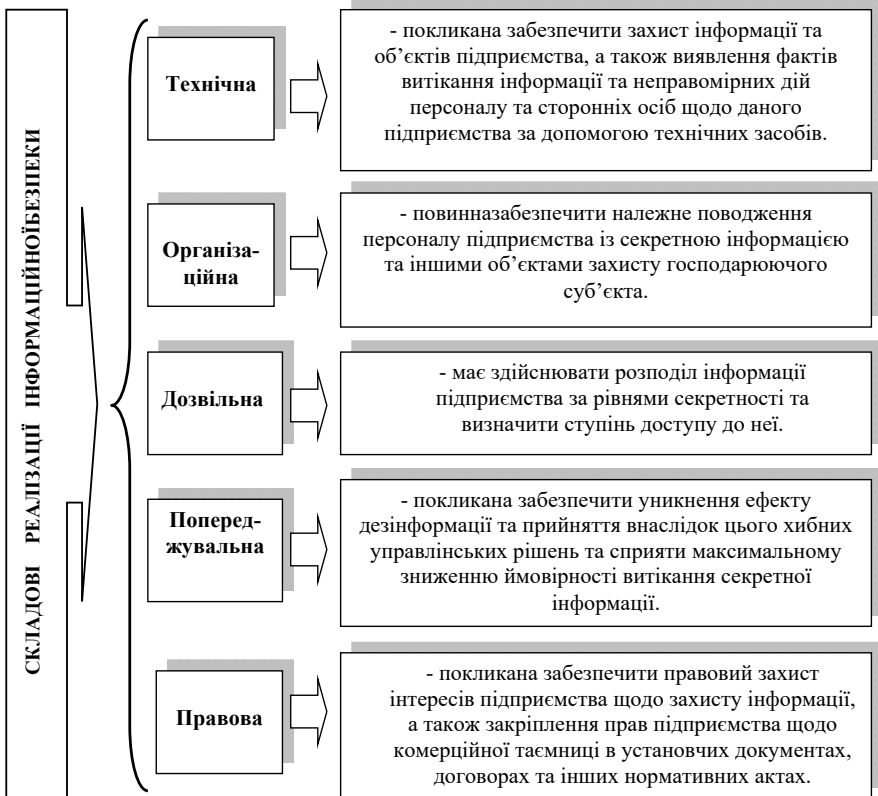 СКЛАДОВІ РЕАЛІЗАЦІЇ ІНФОРМАЦІЙНОЇБЕЗПЕКИ
Технічна
- покликана забезпечити захист інформації та
об’єктів підприємства, а також виявлення фактів
витікання інформації та неправомірних дій
персоналу та сторонніх осіб щодо даного
підприємства за допомогою технічних засобів.
Організа-
ційна
- повинназабезпечити належне поводження
персоналу підприємства із секретною інформацією
та іншими об’єктами захисту господарюючого
суб’єкта.
Дозвільна
- має здійснювати розподіл інформації
підприємства за рівнями секретності та
визначити ступінь доступу до неї.
Поперед-
жувальна
- покликана забезпечити уникнення ефекту
дезінформації та прийняття внаслідок цього хибних
управлінських рішень та сприяти максимальному
зниженню ймовірності витікання секретної
інформації.
Правова
- покликана забезпечити правовий захист
інтересів підприємства щодо захисту інформації,
а також закріплення прав підприємства щодо
комерційної таємниці в установчих документах,
договорах та інших нормативних актах.